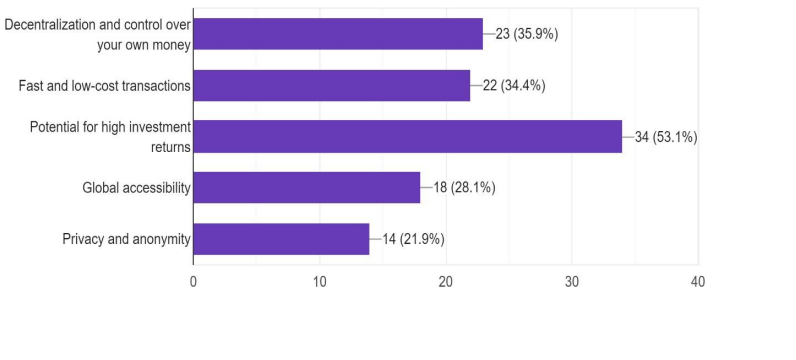 Decentralization and control over
your own money
23 (35.9%)
Fast and low-cost transactions
22 (34.4%)
Potential for high investment
returns
34 (53.1%)
Global accessibility
18 (28.1%)
Privacy and anonymity
14 (21.9%)
0 10 20 30 40